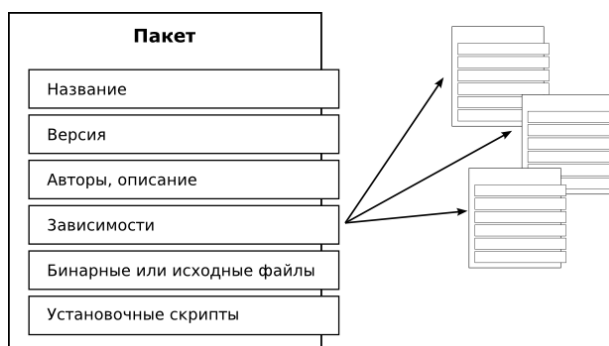 Пакет
Название
Версия
Авторы, описание
Зависимости
Бинарные или исходные файлы
Установочные скрипты